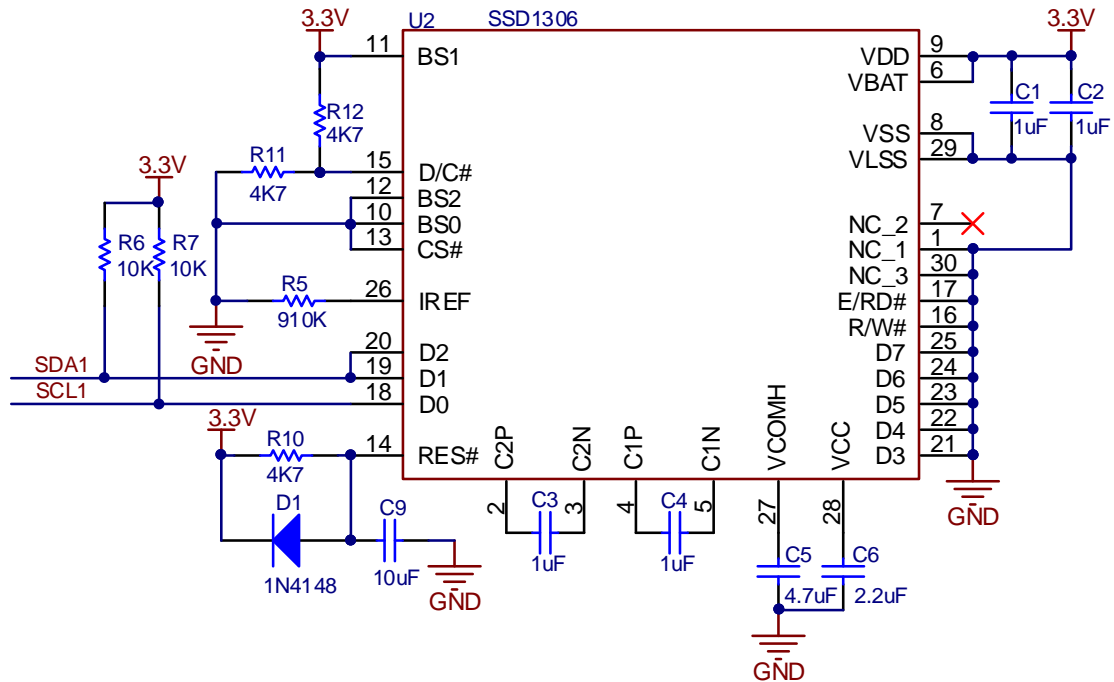 U2 SSD1306
3.3V
3.3V
11 BS1
VDD 9
VBAT 6
R12
4K7
C1
1uF
C2
1uF
VSS 8
VLSS 29
R11
4K7
15 D/C#
12 BS2
10 BS0
13 CS#
3.3V
R6
10K
R7
10K
NC_2 7
NC_1 1
NC_3 30
E/RD# 17
R/W# 16
D7 25
D6 24
D5 23
D4 22
D3 21
R5
910K
26 IREF
GND
SDA1
SCL1
20 D2
19 D1
18 D0
3.3V
R10
4K7
14 RES#
C2P
C2N
C1P
C1N
VCOMH
VCC
2
3
4
5
27
28
GND
D1
1N4148
C9
10uF
GND
C3
1uF
C4
1uF
C5
4.7uF
C6
2.2uF
GND